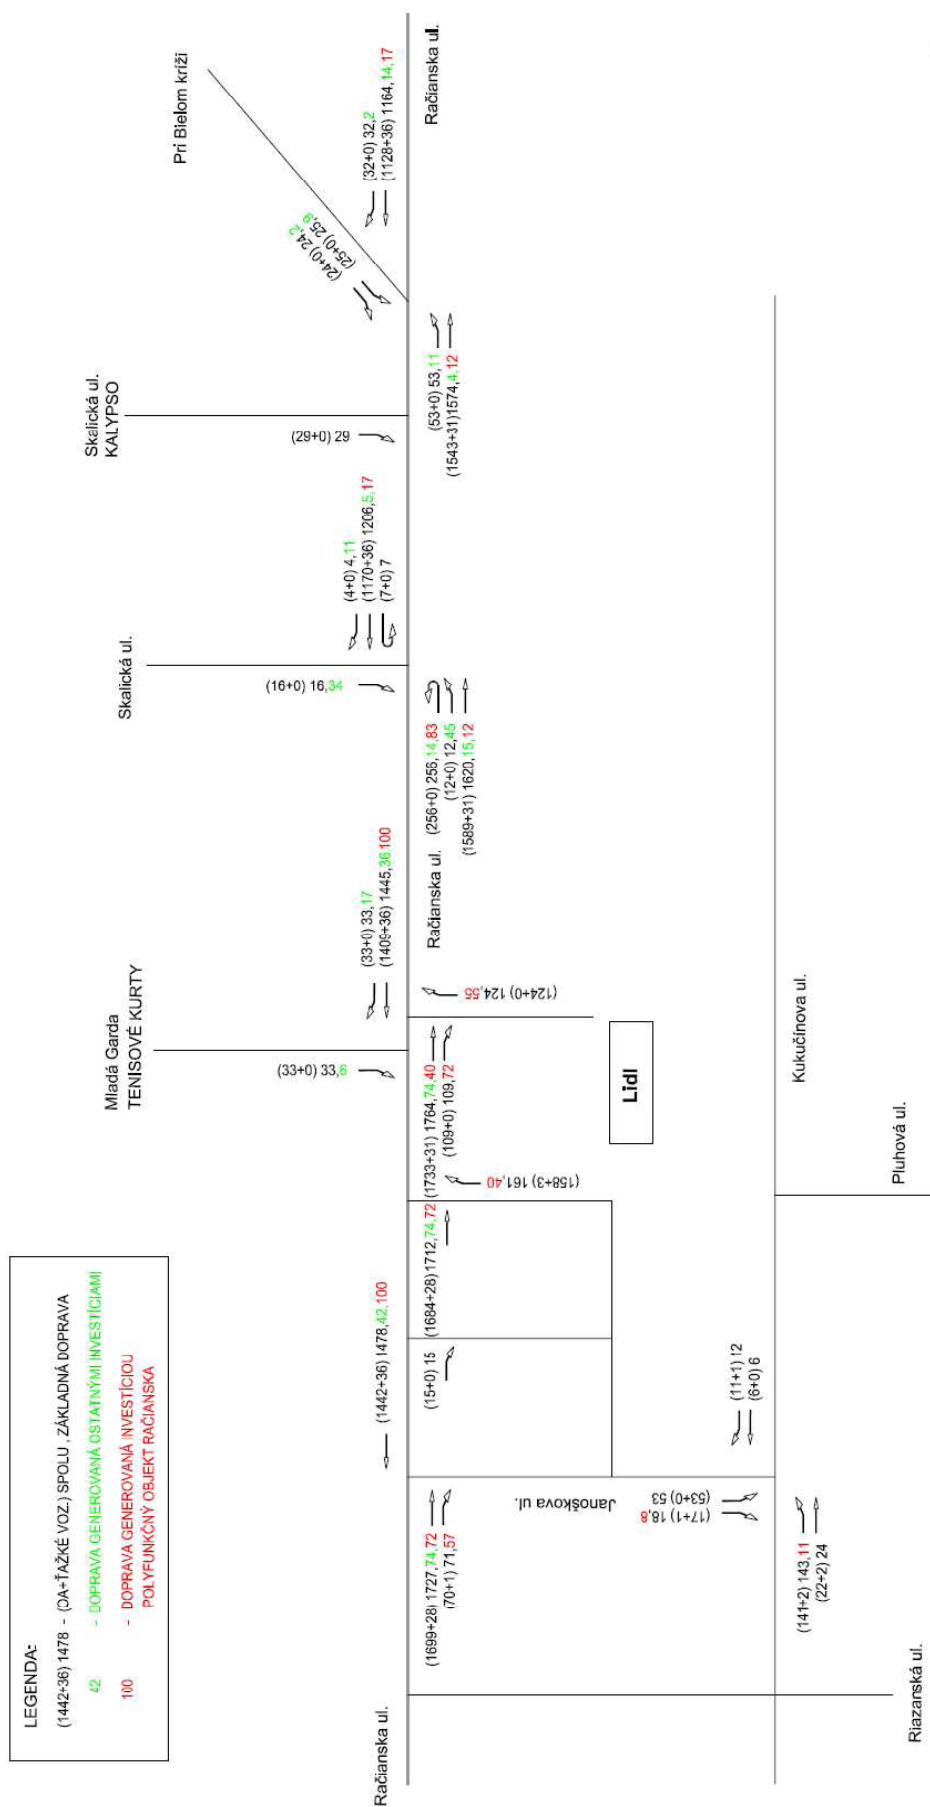 LEGENDA:
(1442+36) 1478 - (DA+ŤAŽKÉ VOZ.) SPOLU , ZÁKLADNÁ DOPRAVA
42 - DOPRAVA GENEROVANÁ OSTATNÝMI INVESTÍCIAMI
100 - DOPRAVA GENEROVANÁ INVESTÍCIOU
POLYFUNKČNÝ OBJEKT RAČIANSKA
Mladá Garda
TENISOVÉ KURTY
Skalická ul.
Skalická ul.
KALYPSO
Pri Bielom kríži
(33+0) 33,6
(33+0) 33,17
(1409+36) 1445,36 100
(16+0) 16,34
(4+0) 4,11
(1170+36) 1206,5,17
(7+0) 7
(29+0) 29
(24+0) 24,2
(25+0) 25,9
(32+0) 32,2
(1128+36) 1164,14,17
Račianska ul.
(1442+36) 1478,42,100
Račianska ul.
(1699+28) 1727,74,72
(70+1) 71,57
(15+0) 15
(1684+28) 1712,74,72
(158+3) 161,40
(1733+31) 1764,74,40
(109+0) 109,72
(124+0) 124,55
Račianska ul.
(256+0) 256,14,83
(12+0) 12,45
(1589+31) 1620,15,12
(53+0) 53,11
(1543+31)1574,4,12
Janoškova ul.
(17+1) 18,8
(53+0) 53
Lidl
(11+1) 12
(6+0) 6
Kukučínova ul.
(141+2) 143,11
(22+2) 24
Riazanská ul.
Pluhová ul.